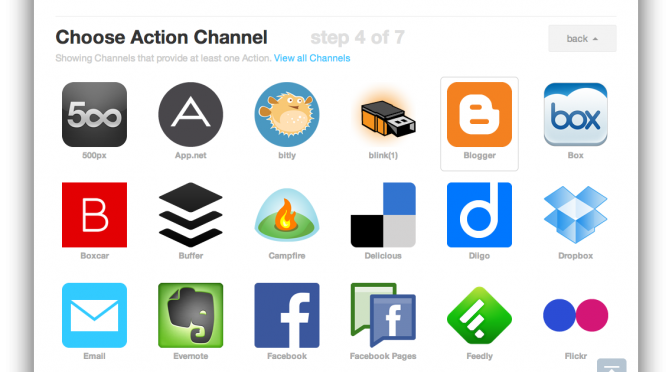 Choose Action Channel step 4 of 7 back
Showing Channels that provide at least one Action. View all Channels
500
A
B
box
500px App.net bitly blink(1) Blogger Box
B
d
Boxcar Buffer Campfire Delicious Diigo Dropbox
f
f
Email Evernote Facebook Facebook Pages Feedly Flickr